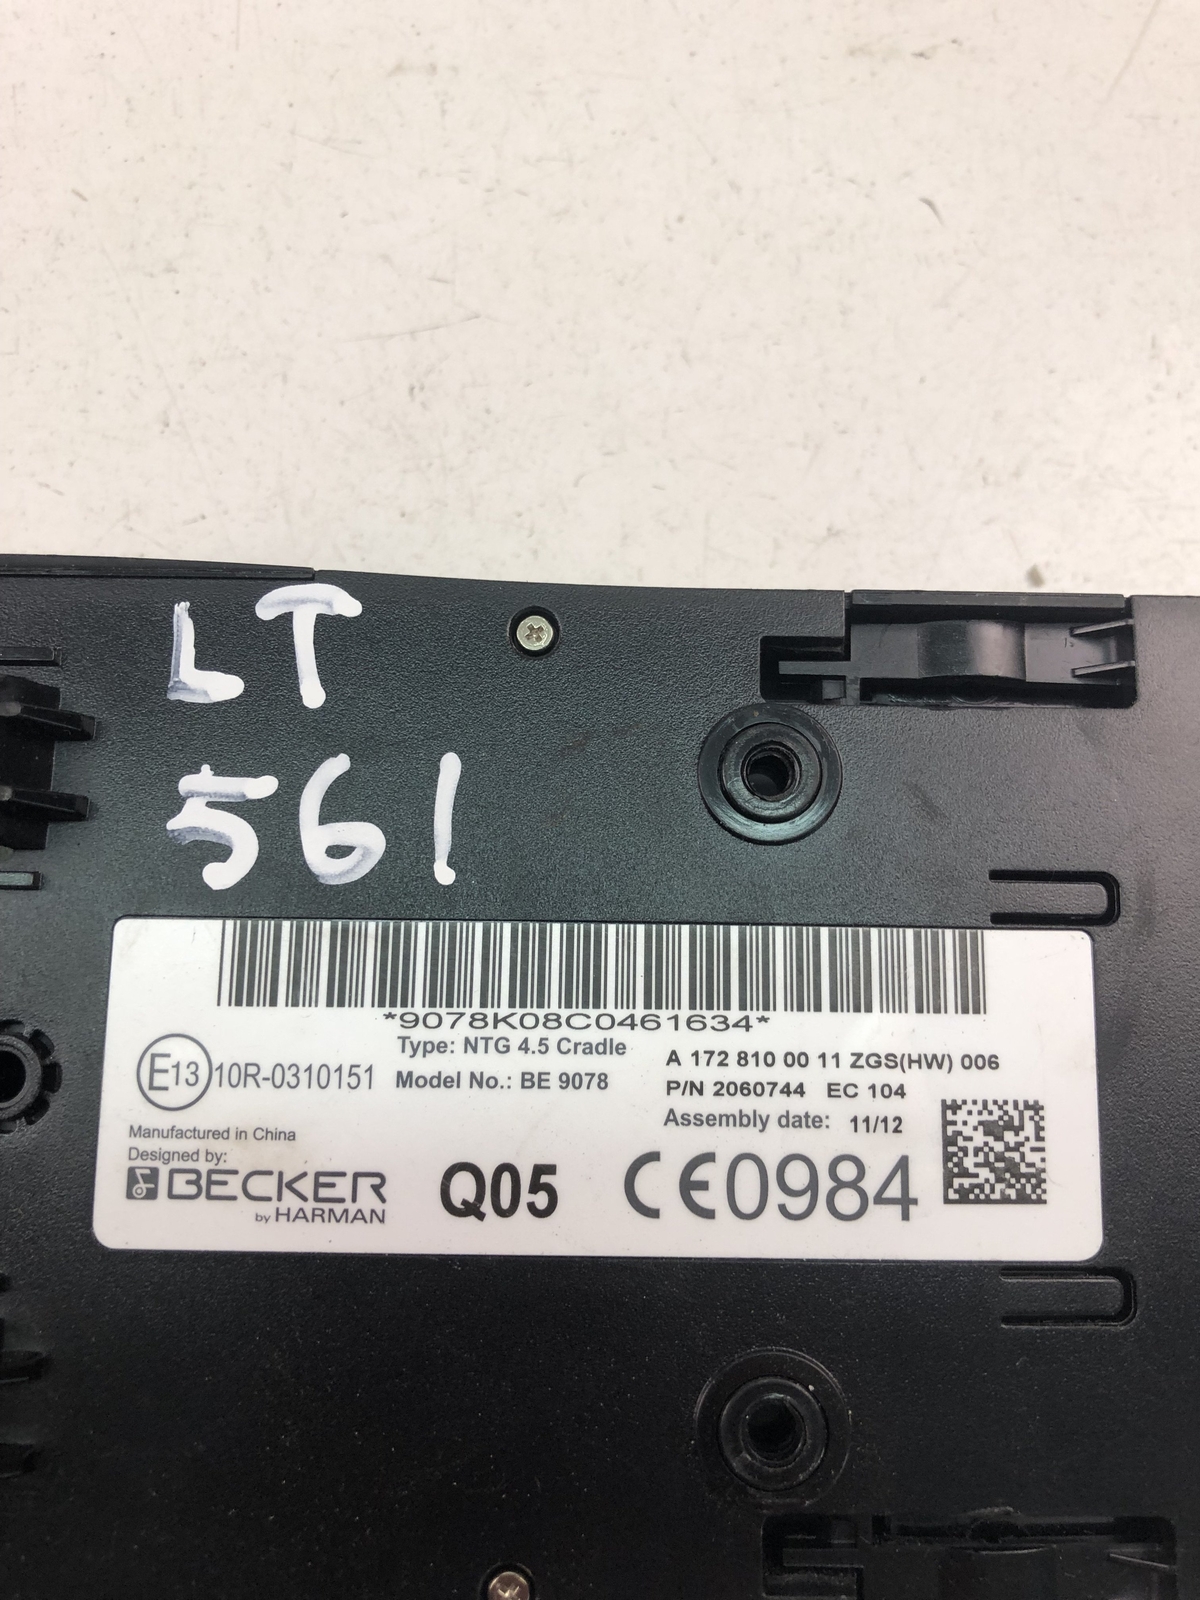 LT
561
*9078K08C0461634*
Type: NTG 4.5 Cradle
E13 10R-0310151
Model No.: BE 9078
A 172 810 00 11 ZGS(HW) 006
P/N 2060744 EC 104
Assembly date: 11/12
Manufactured in China
Designed by:
BECKER
by HARMAN
Q05
CE0984